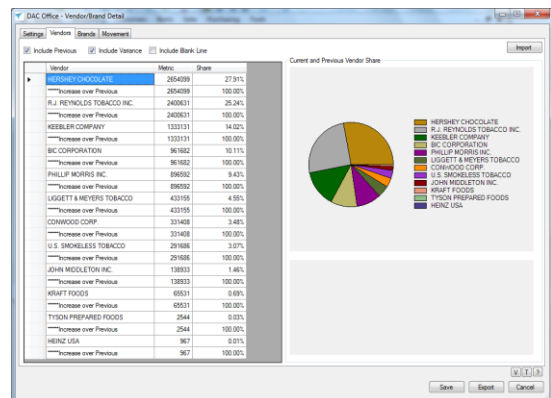 DAC Office - Vendor/Brand Detail
Settings Vendors Brands Movement
Include Previous Include Variance Include Blank Line
Import
Vendor Metric Share
HERSHEY CHOCOLATE 2654099 27.91%
****Increase over Previous 2654099 100.00%
R.J. REYNOLDS TOBACCO INC. 2400631 25.24%
****Increase over Previous 2400631 100.00%
KEEBLER COMPANY 1333131 14.02%
****Increase over Previous 1333131 100.00%
BIC CORPORATION 961682 10.11%
****Increase over Previous 961682 100.00%
PHILLIP MORRIS INC. 896592 9.43%
****Increase over Previous 896592 100.00%
LIGGETT & MEYERS TOBACCO 433155 4.55%
****Increase over Previous 433155 100.00%
CONWOOD CORP. 331408 3.48%
****Increase over Previous 331408 100.00%
U.S. SMOKELESS TOBACCO 291686 3.07%
****Increase over Previous 291686 100.00%
JOHN MIDDLETON INC. 138933 1.46%
****Increase over Previous 138933 100.00%
KRAFT FOODS 65531 0.69%
****Increase over Previous 65531 100.00%
TYSON PREPARED FOODS 2544 0.03%
****Increase over Previous 2544 100.00%
HEINZ USA 967 0.01%
****Increase over Previous 967 100.00%
Current and Previous Vendor Share
HERSHEY CHOCOLATE
R.J. REYNOLDS TOBACCO INC.
KEEBLER COMPANY
BIC CORPORATION
PHILLIP MORRIS INC.
LIGGETT & MEYERS TOBACCO
CONWOOD CORP.
U.S. SMOKELESS TOBACCO
JOHN MIDDLETON INC.
KRAFT FOODS
TYSON PREPARED FOODS
HEINZ USA
V T ?
Save Export Cancel